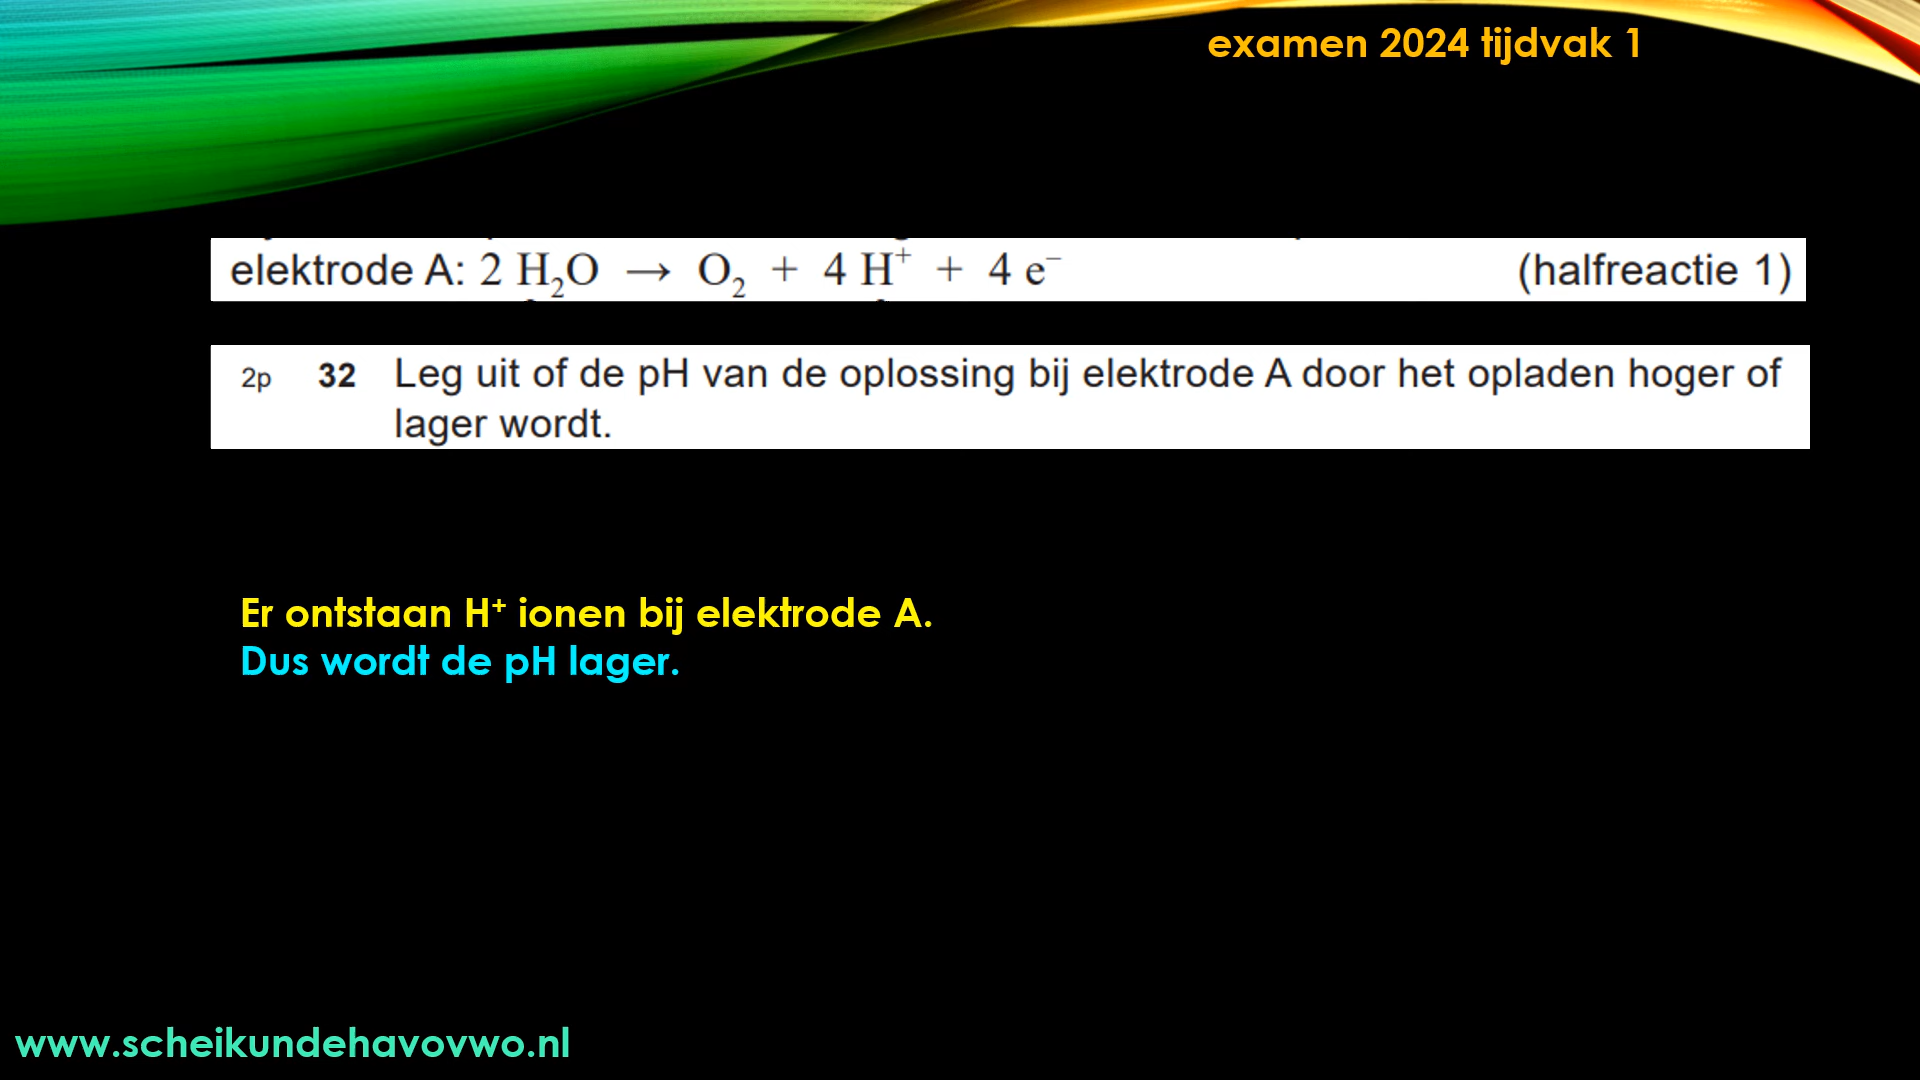 examen 2024 tijdvak 1
elektrode A: 2 H₂O → O₂ + 4 H⁺ + 4 e⁻ (halfreactie 1)
2p 32 Leg uit of de pH van de oplossing bij elektrode A door het opladen hoger of
lager wordt.
Er ontstaan H⁺ ionen bij elektrode A.
Dus wordt de pH lager.
www.scheikundehavovwo.nl